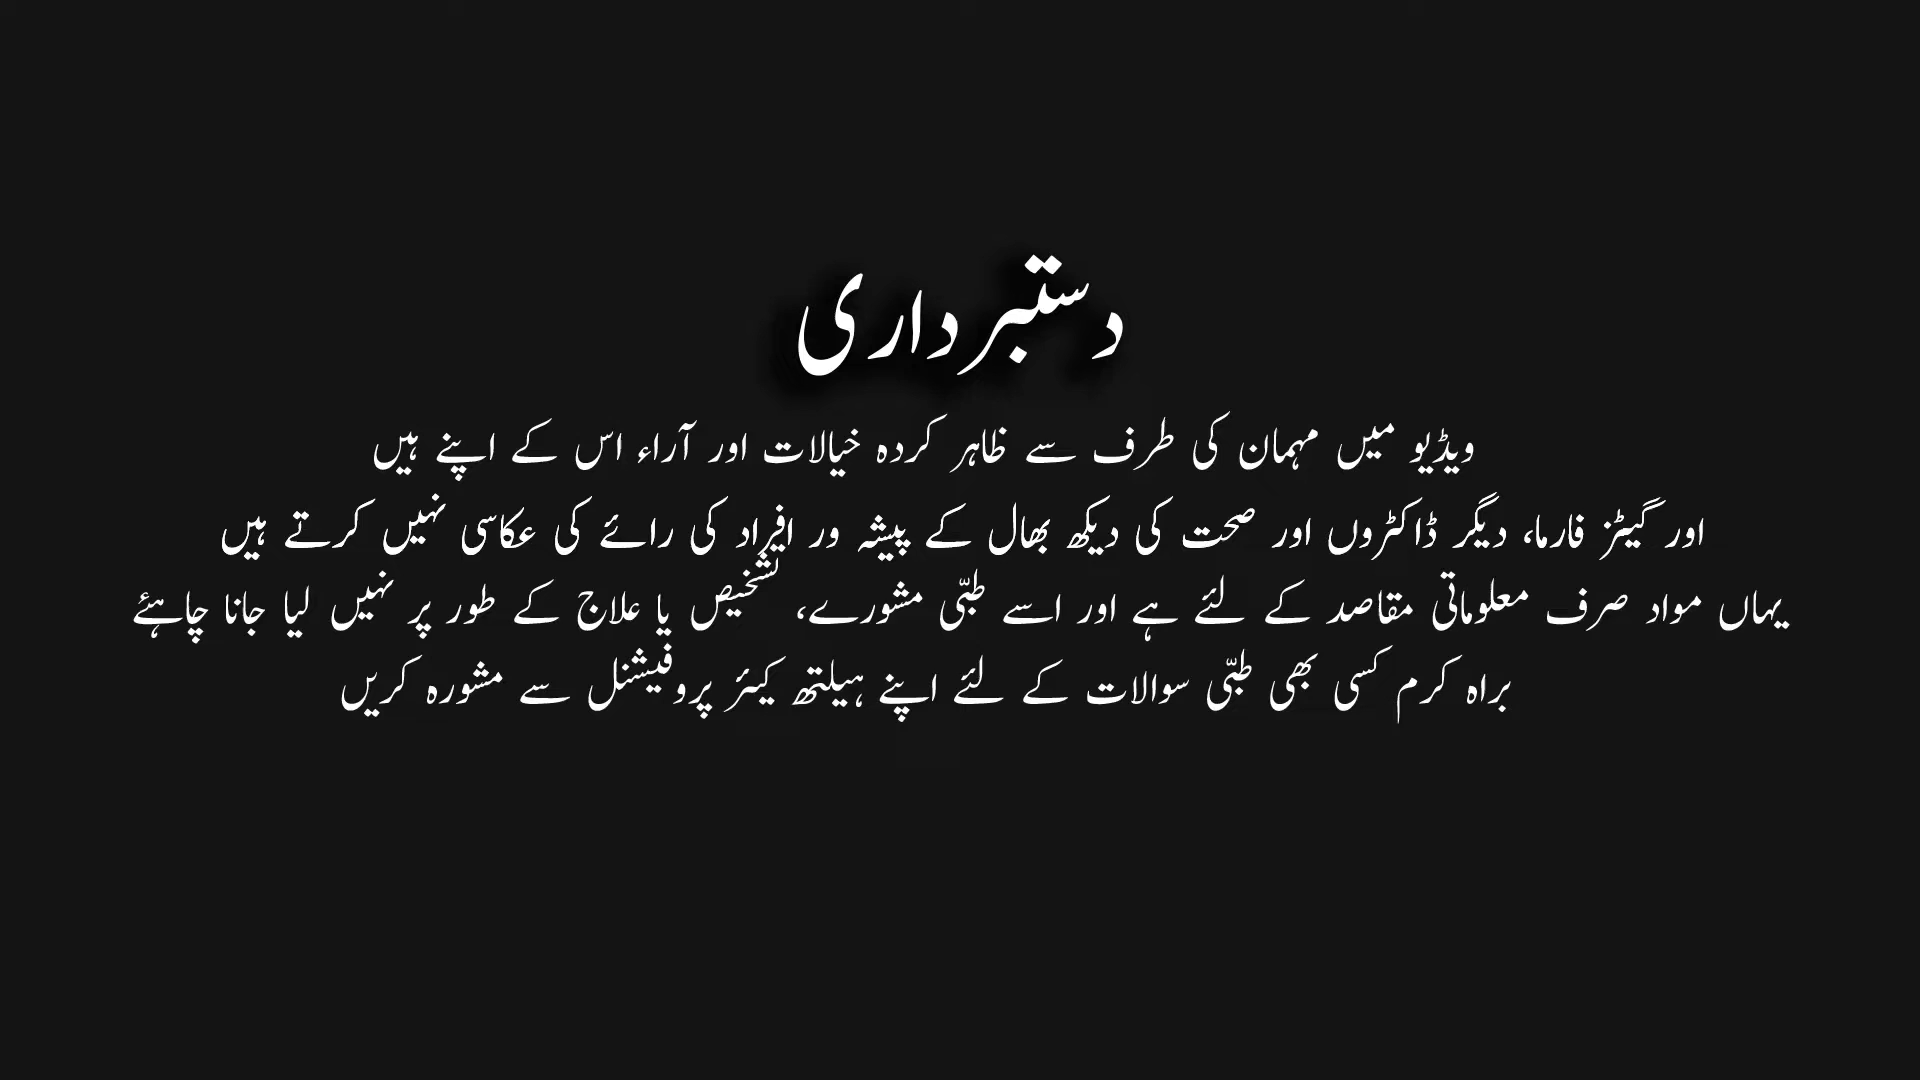 دستبرداری
ویڈیو میں مہمان کی طرف سے ظاہر کردہ خیالات اور آراء اس کے اپنے ہیں
اور گیٹز فارما، دیگر ڈاکٹروں اور صحت کی دیکھ بھال کے پیشہ ور افراد کی رائے کی عکاسی نہیں کرتے ہیں
یہاں مواد صرف معلوماتی مقاصد کے لئے ہے اور اسے طبّی مشورے، تشخیص یا علاج کے طور پر نہیں لیا جانا چاہئے
براہ کرم کسی بھی طبّی سوالات کے لئے اپنے ہیلتھ کیئر پروفیشنل سے مشورہ کریں